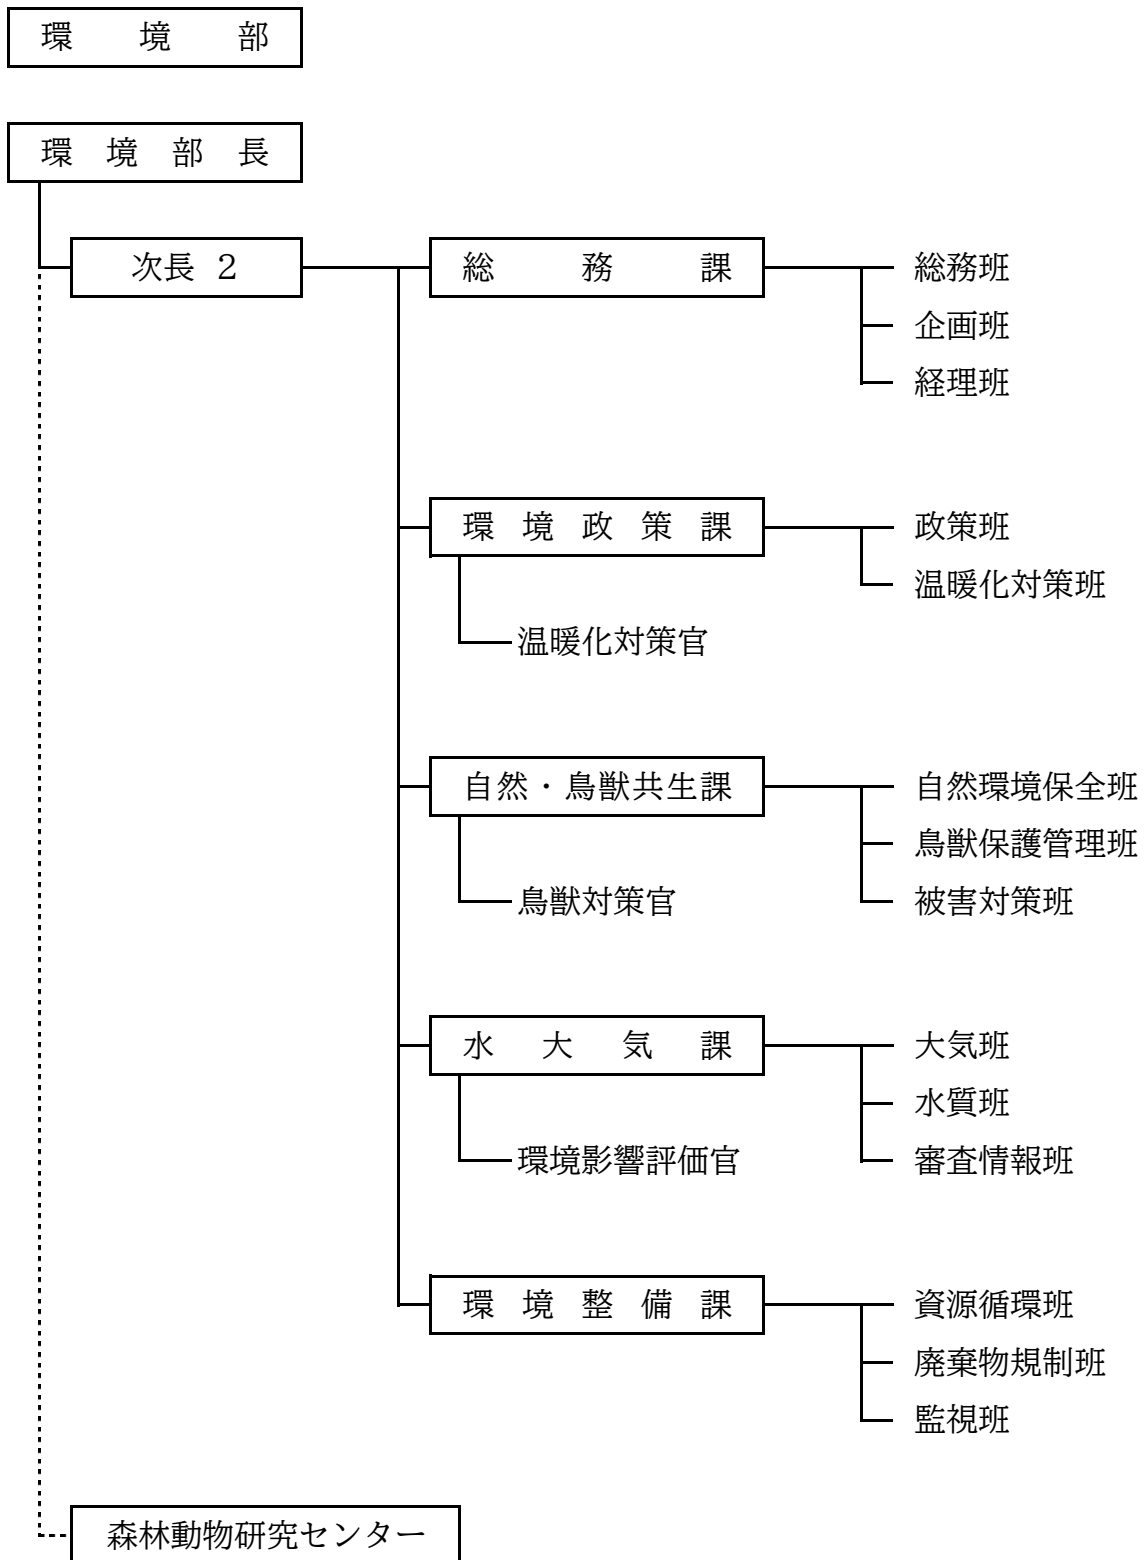 環境部
環境部長
次長 2
総務課
総務班
企画班
経理班
環境政策課
政策班
温暖化対策班
温暖化対策官
自然・鳥獣共生課
自然環境保全班
鳥獣保護管理班
鳥獣対策官
被害対策班
水大気課
大気班
水質班
環境影響評価官
審査情報班
環境整備課
資源循環班
廃棄物規制班
監視班
森林動物研究センター